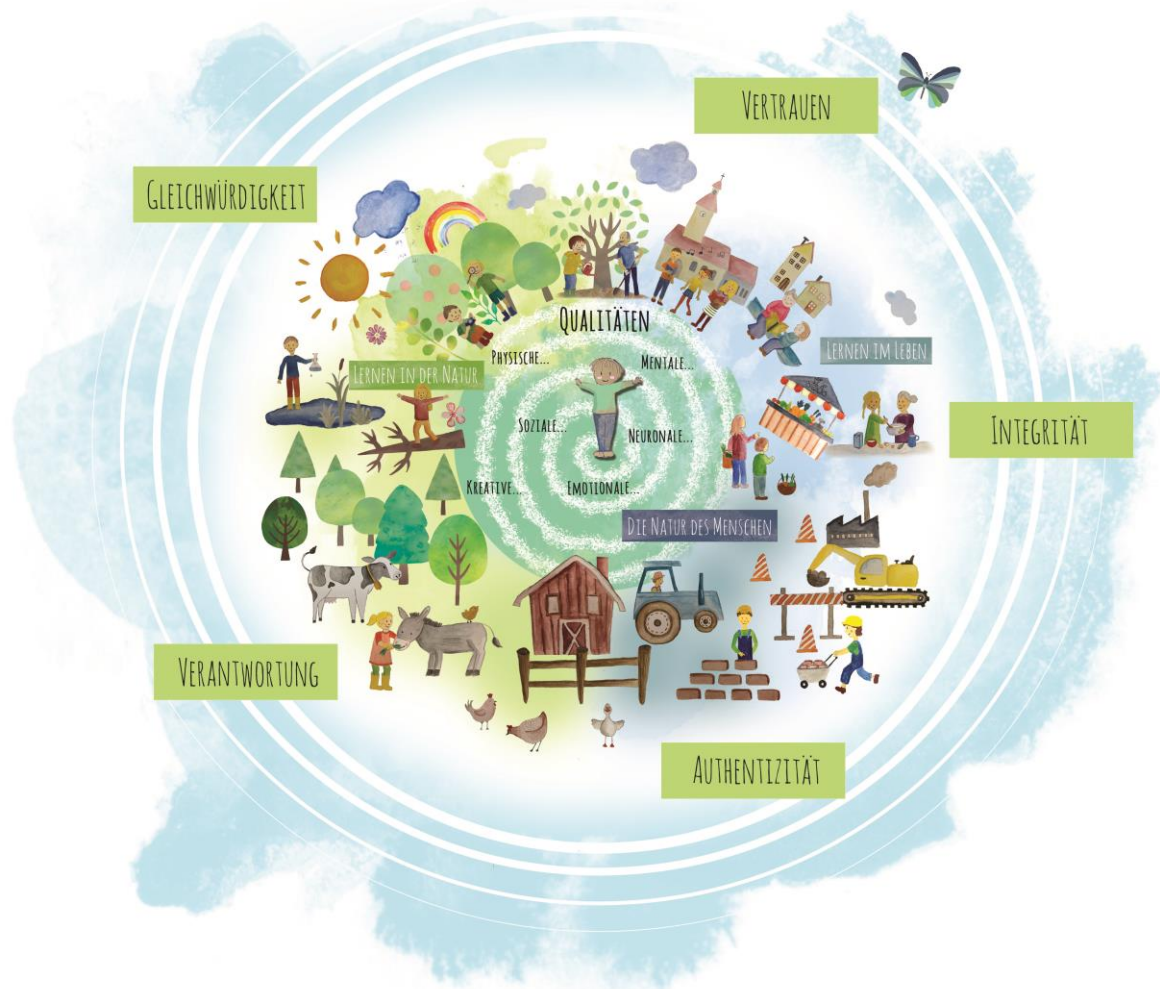 VERTRAUEN
GLEICHWÜRDIGKEIT
QUALITÄTEN
PHYSISCHE...
MENTALE...
LERNEN IN DER NATUR
LERNEN IM LEBEN
SOZIALE...
NEURONALE...
INTEGRITÄT
KREATIVE...
EMOTIONALE...
DIE NATUR DES MENSCHEN
VERANTWORTUNG
AUTHENTIZITÄT